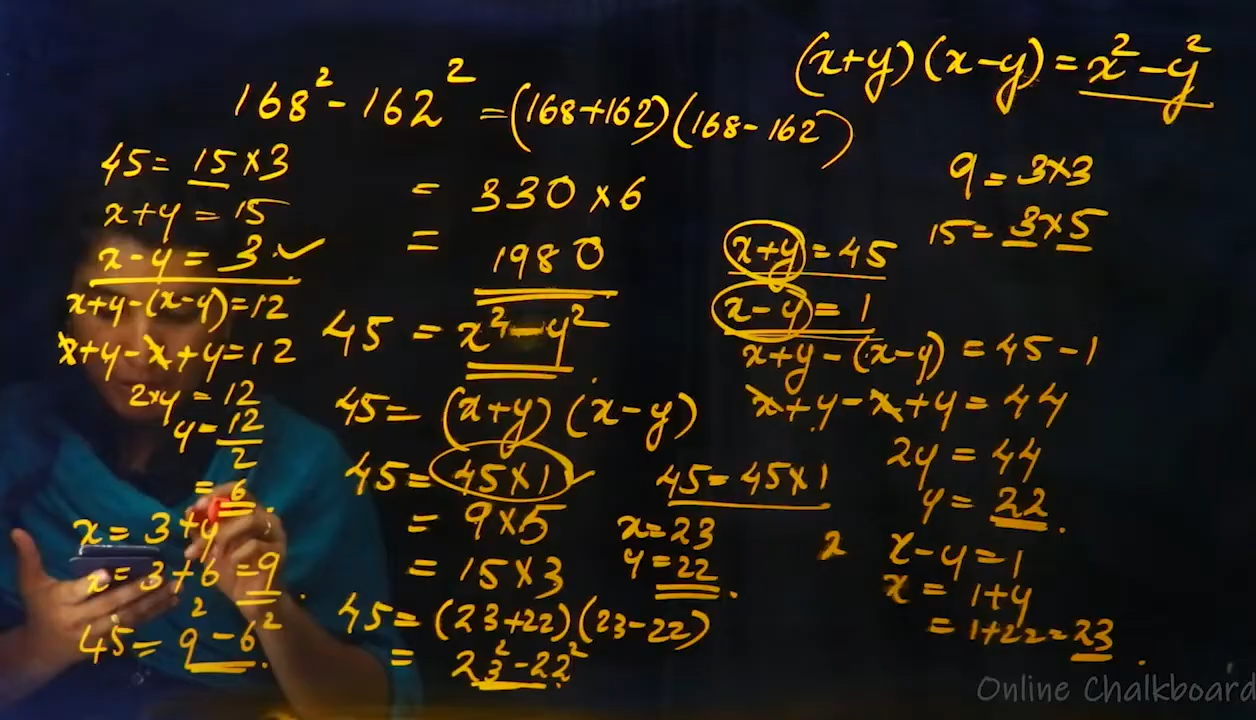 (x+y)(x-y) = x² - y²
168² - 162² = (168+162)(168-162)
= 330 × 6
= 1980
45 = 15 × 3
x+y = 15
x-y = 3 ✓
x+y-(x-y) = 12
x+y-x+y = 12
2×y = 12
y = 12/2
= 6.
x = 3+y
x = 3+6 = 9.
45 = 9² - 6².
45 = x² - y².
45 = (x+y)(x-y)
45 = 45×1 ✓
= 9×5
= 15×3
45 = (23+22)(23-22)
= 23² - 22²
9 = 3×3
15 = 3×5
x+y = 45
x-y = 1
x+y-(x-y) = 45-1
x+y-x+y = 44
2y = 44
y = 22.
45 = 45×1
x = 23
y = 22.
x
x-y = 1
x = 1+y
= 1+22 = 23.
Online Chalkboard